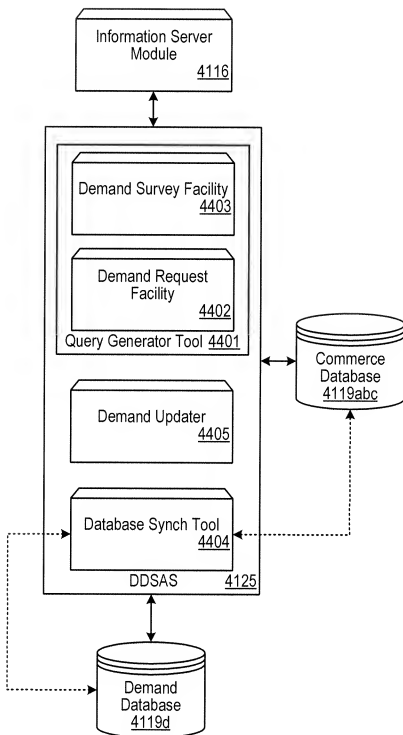 Information Server
Module
4116
Demand Survey Facility
4403
Demand Request
Facility
4402
Query Generator Tool 4401
Commerce
Database
4119abc
Demand Updater
4405
Database Synch Tool
4404
DDSAS 4125
Demand
Database
4119d